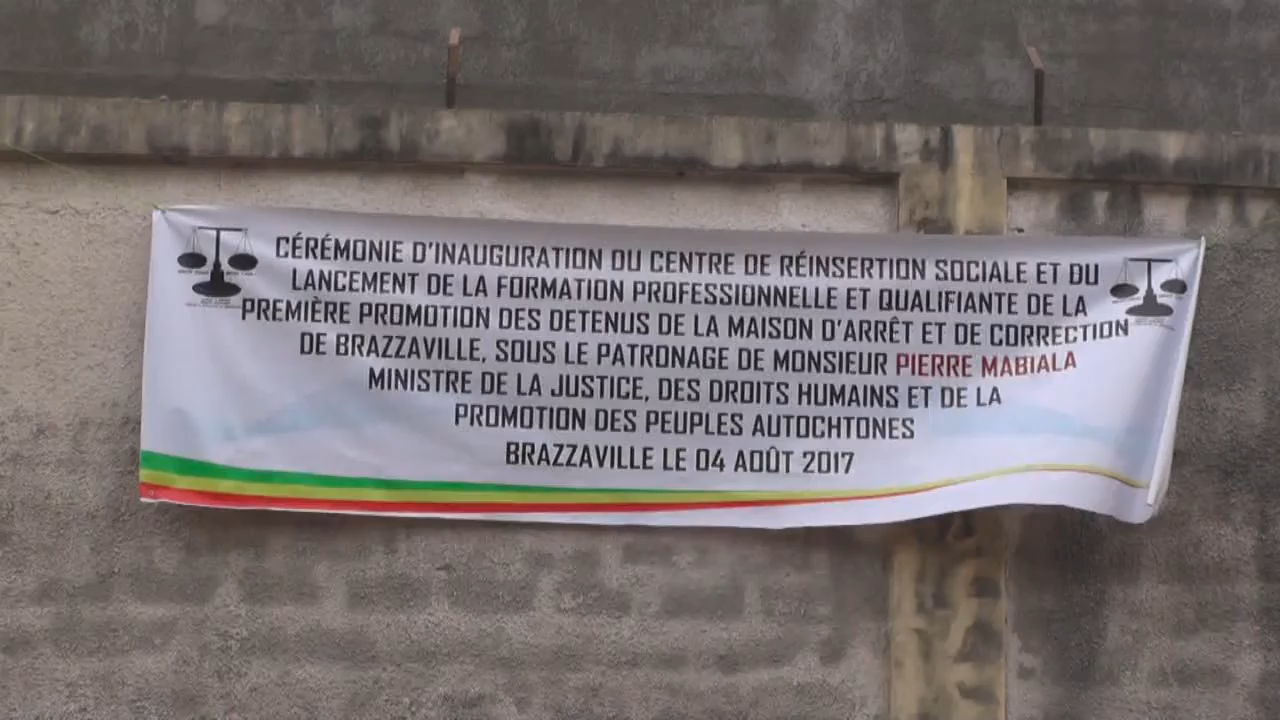 CÉRÉMONIE D'INAUGURATION DU CENTRE DE RÉINSERTION SOCIALE ET DU
LANCEMENT DE LA FORMATION PROFESSIONNELLE ET QUALIFIANTE DE LA
PREMIÈRE PROMOTION DES DETENUS DE LA MAISON D'ARRÊT ET DE CORRECTION
DE BRAZZAVILLE, SOUS LE PATRONAGE DE MONSIEUR PIERRE MABIALA
MINISTRE DE LA JUSTICE, DES DROITS HUMAINS ET DE LA
PROMOTION DES PEUPLES AUTOCHTONES
BRAZZAVILLE LE 04 AOÛT 2017